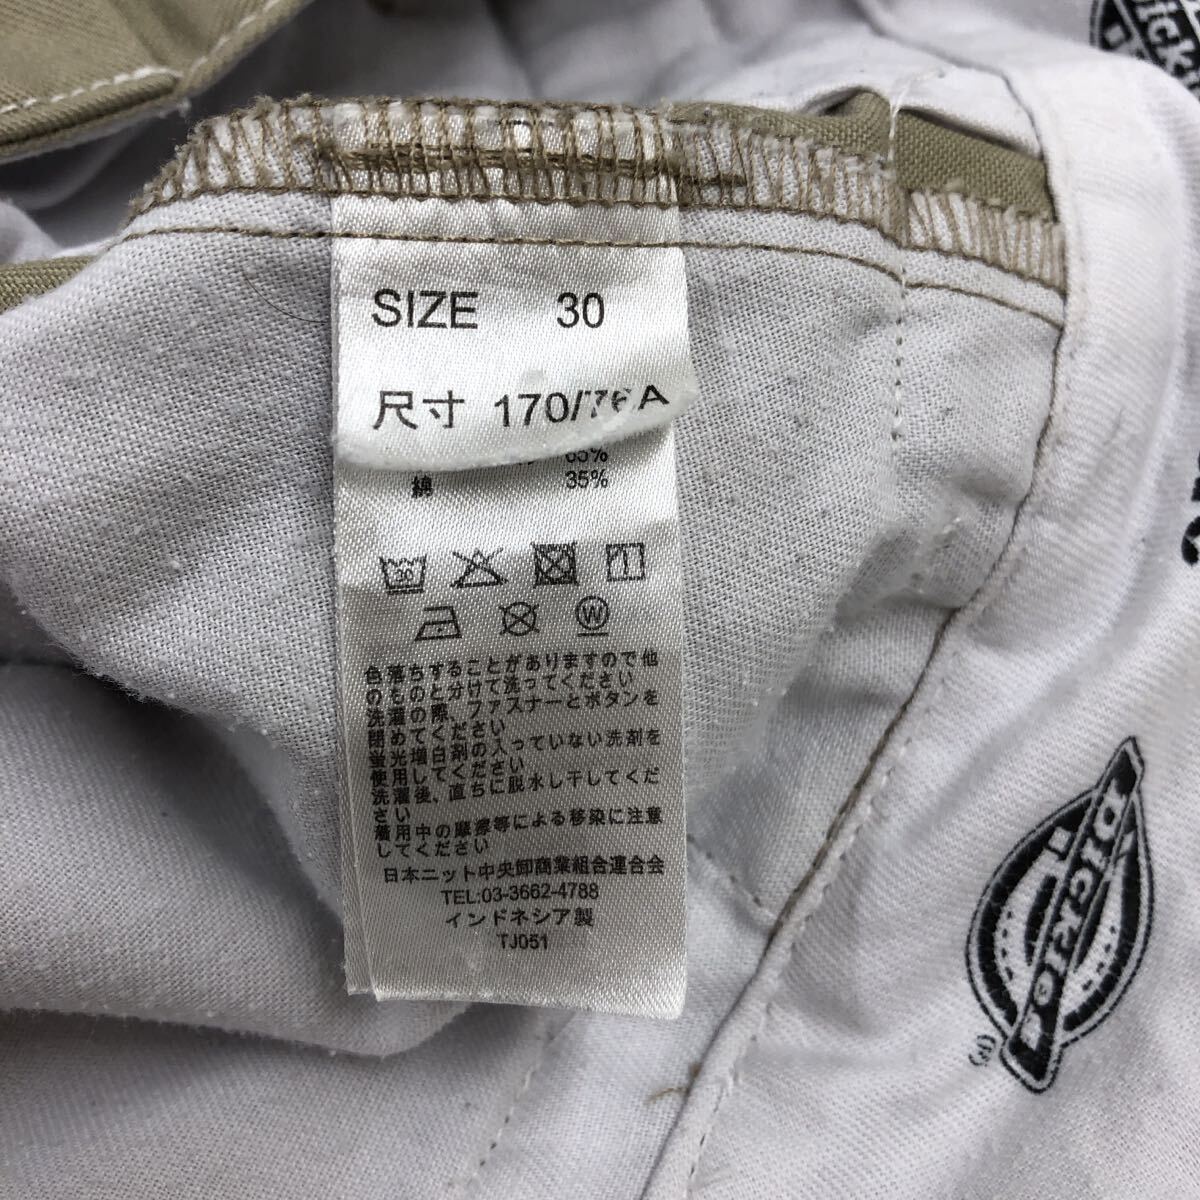 SIZE 30
尺寸 170/76A
65%
綿 35%
30
W
色落ちすることがありますので他
のものと分けて洗ってください
洗濯の際、ファスナーとボタンを
閉めてください
蛍光増白剤の入っていない洗剤を
使用してください
洗濯後、直ちに脱水し干してくだ
さい
着用中の摩擦等による移染に注意
してください
日本ニット中央卸商業組合連合会
TEL:03-3662-4788
インドネシア製
TJ051
Dickies
Dickies
®